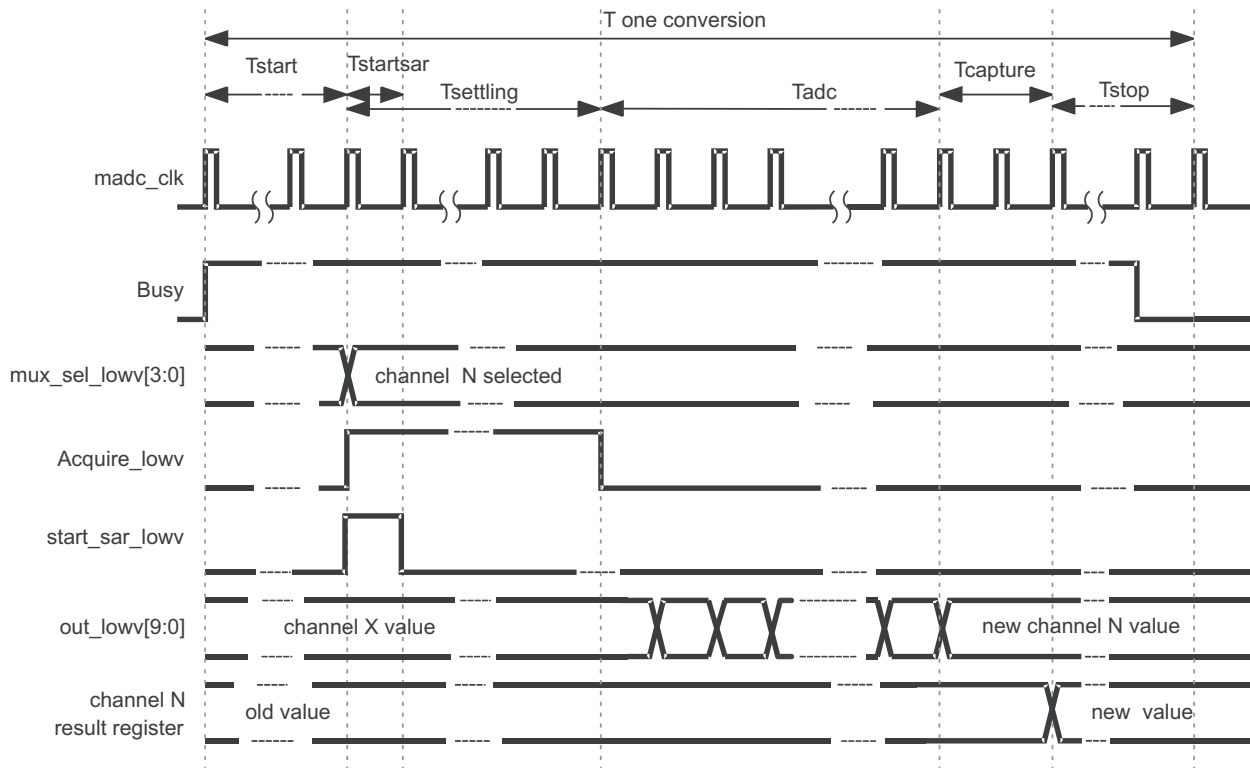 T one conversion
Tstart
Tstartsar
Tsettling
Tadc
Tcapture
Tstop
madc_clk
Busy
mux_sel_lowv[3:0]
channel N selected
Acquire_lowv
start_sar_lowv
out_lowv[9:0]
channel X value
new channel N value
channel N
result register
old value
new value